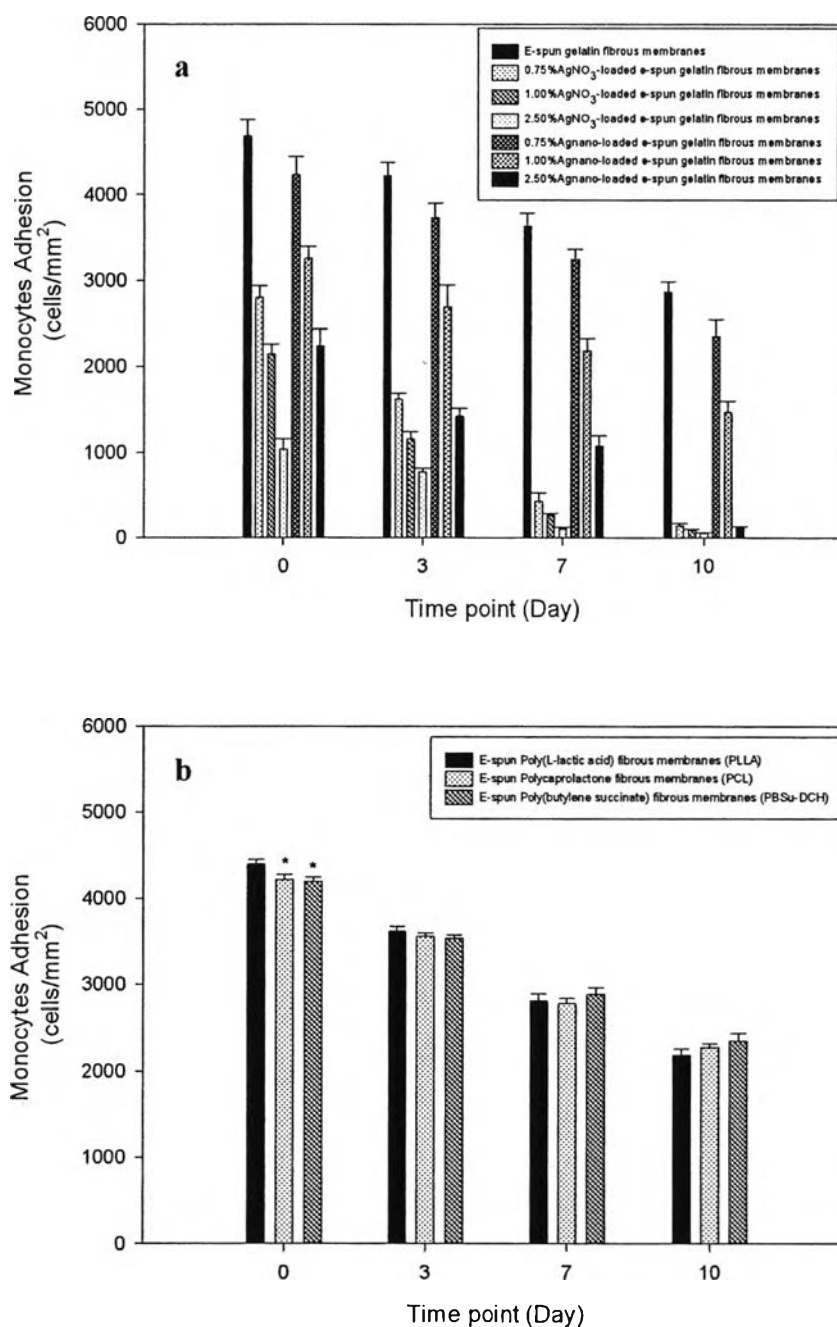 a
6000
5000
4000
3000
2000
1000
0
Monocytes Adhesion
(cells/mm²)
E-spun gelatin fibrous membranes
0.75%AgNO₃-loaded e-spun gelatin fibrous membranes
1.00%AgNO₃-loaded e-spun gelatin fibrous membranes
2.50%AgNO₃-loaded e-spun gelatin fibrous membranes
0.75%Agnano-loaded e-spun gelatin fibrous membranes
1.00%Agnano-loaded e-spun gelatin fibrous membranes
2.50%Agnano-loaded e-spun gelatin fibrous membranes
0 3 7 10
Time point (Day)
b
6000
5000
4000
3000
2000
1000
0
Monocytes Adhesion
(cells/mm²)
E-spun Poly(L-lactic acid) fibrous membranes (PLLA)
E-spun Polycaprolactone fibrous membranes (PCL)
E-spun Poly(butylene succinate) fibrous membranes (PBSu-DCH)
* *
0 3 7 10
Time point (Day)